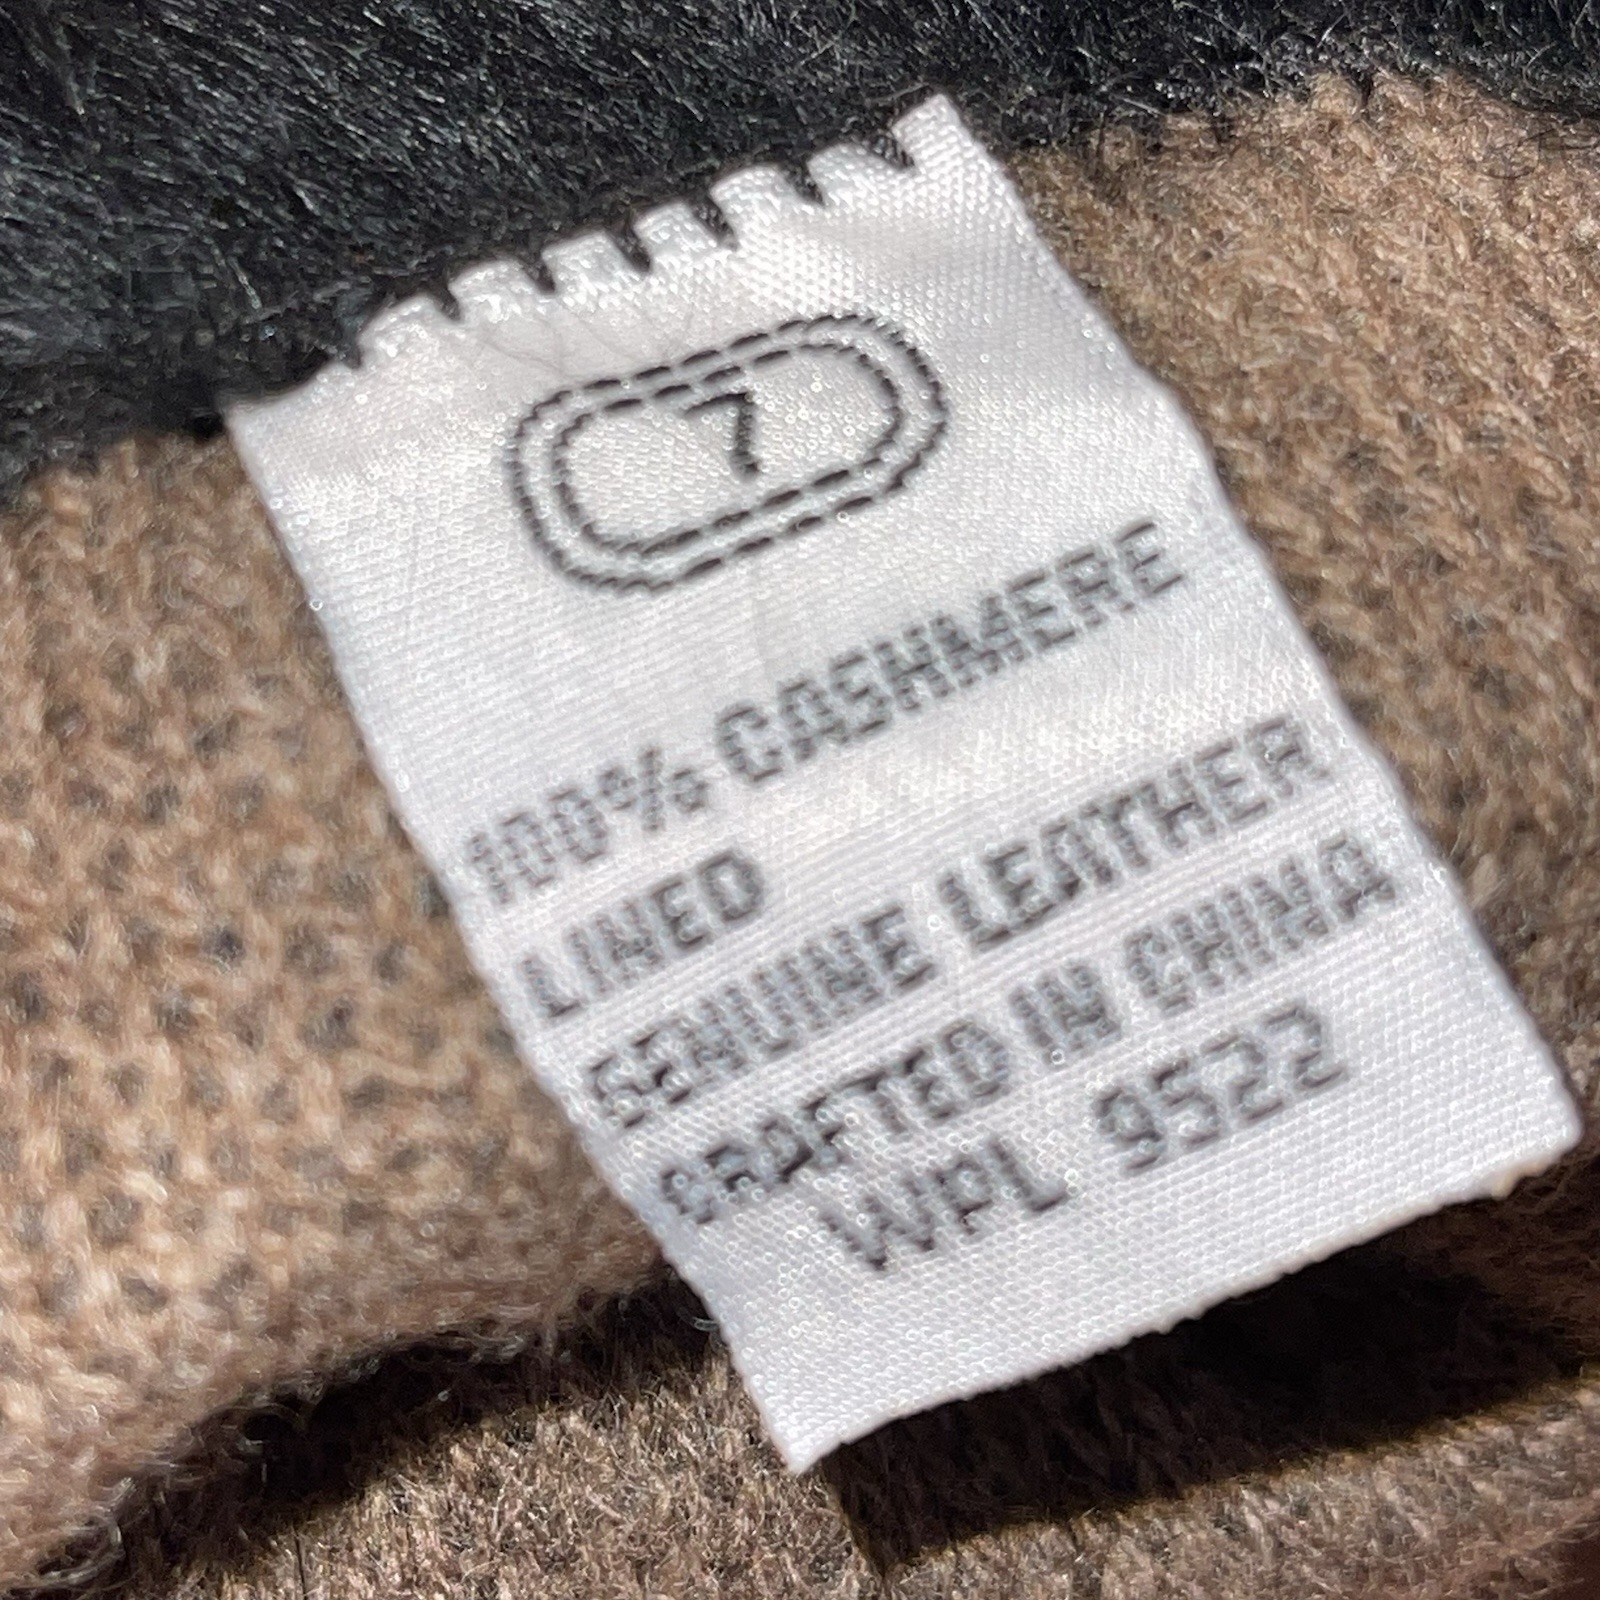 7
100% CASHMERE
LINED
GENUINE LEATHER
CRAFTED IN CHINA
WPL 9522